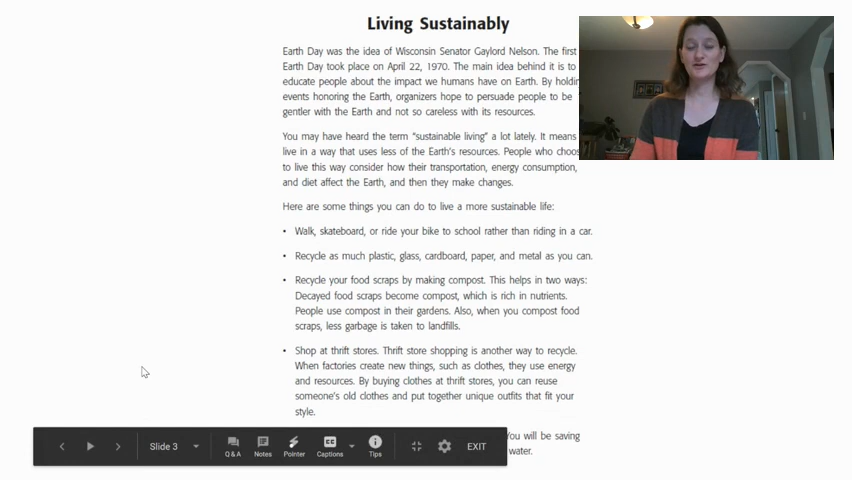 Living Sustainably
Earth Day was the idea of Wisconsin Senator Gaylord Nelson. The first
Earth Day took place on April 22, 1970. The main idea behind it is to
educate people about the impact we humans have on Earth. By holdin
events honoring the Earth, organizers hope to persuade people to be
gentler with the Earth and not so careless with its resources.
You may have heard the term "sustainable living" a lot lately. It means
live in a way that uses less of the Earth's resources. People who choos
to live this way consider how their transportation, energy consumption,
and diet affect the Earth, and then they make changes.
Here are some things you can do to live a more sustainable life:
• Walk, skateboard, or ride your bike to school rather than riding in a car.
• Recycle as much plastic, glass, cardboard, paper, and metal as you can.
• Recycle your food scraps by making compost. This helps in two ways:
Decayed food scraps become compost, which is rich in nutrients.
People use compost in their gardens. Also, when you compost food
scraps, less garbage is taken to landfills.
• Shop at thrift stores. Thrift store shopping is another way to recycle.
When factories create new things, such as clothes, they use energy
and resources. By buying clothes at thrift stores, you can reuse
someone's old clothes and put together unique outfits that fit your
style.
You will be saving
water.
Slide 3
Q & A
Notes
Pointer
Captions
Tips
EXIT